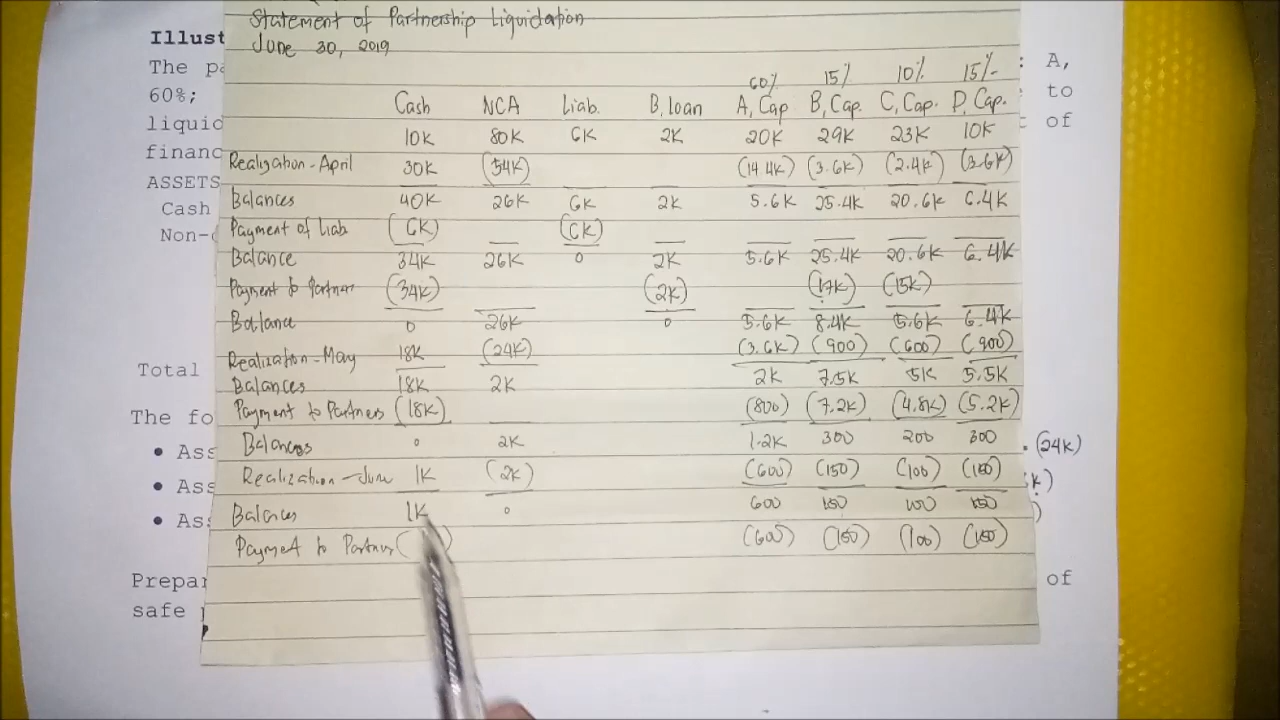 Statement of Partnership Liquidation
Illust
June 30, 2019
The pa : A,
60%; to
liquid t of
financ
ASSETS
Cash
Non-c
60% 15% 10% 15%
Cash NCA Liab. B, loan A, Cap B, Cap. C, Cap. D, Cap.
10K 80K 6K 2K 20K 29K 23K 10K
Realization - April 30K (54K) (14.4K) (3.6K) (2.4K) (3.6K)
Balances 40K 26K 6K 2K 5.6K 25.4K 20.6K 6.4K
Payment of Liab (6K) (6K)
Balance 34K 26K 0 2K 5.6K 25.4K 20.6K 6.4K
Payment to Partner (34K) (2K) (17K) (15K)
Balance 0 26K 0 5.6K 8.4K 5.6K 6.4K
Realization - May 18K (24K) (3.6K) (900) (600) (900)
Total
Balances 18K 2K 2K 7.5K 5K 5.5K
Payment to Partners (18K) (800) (7.2K) (4.8K) (5.2K)
The fo
Balances 0 2K 1.2K 300 200 300
• Ass (24K)
Realization - June 1K (2K) (600) (150) (100) (150)
• Ass k)
Balances 1K 0 600 150 100 150
• Ass )
Payment to Partner ( ) (600) (150) (100) (150)
Prepar of
safe